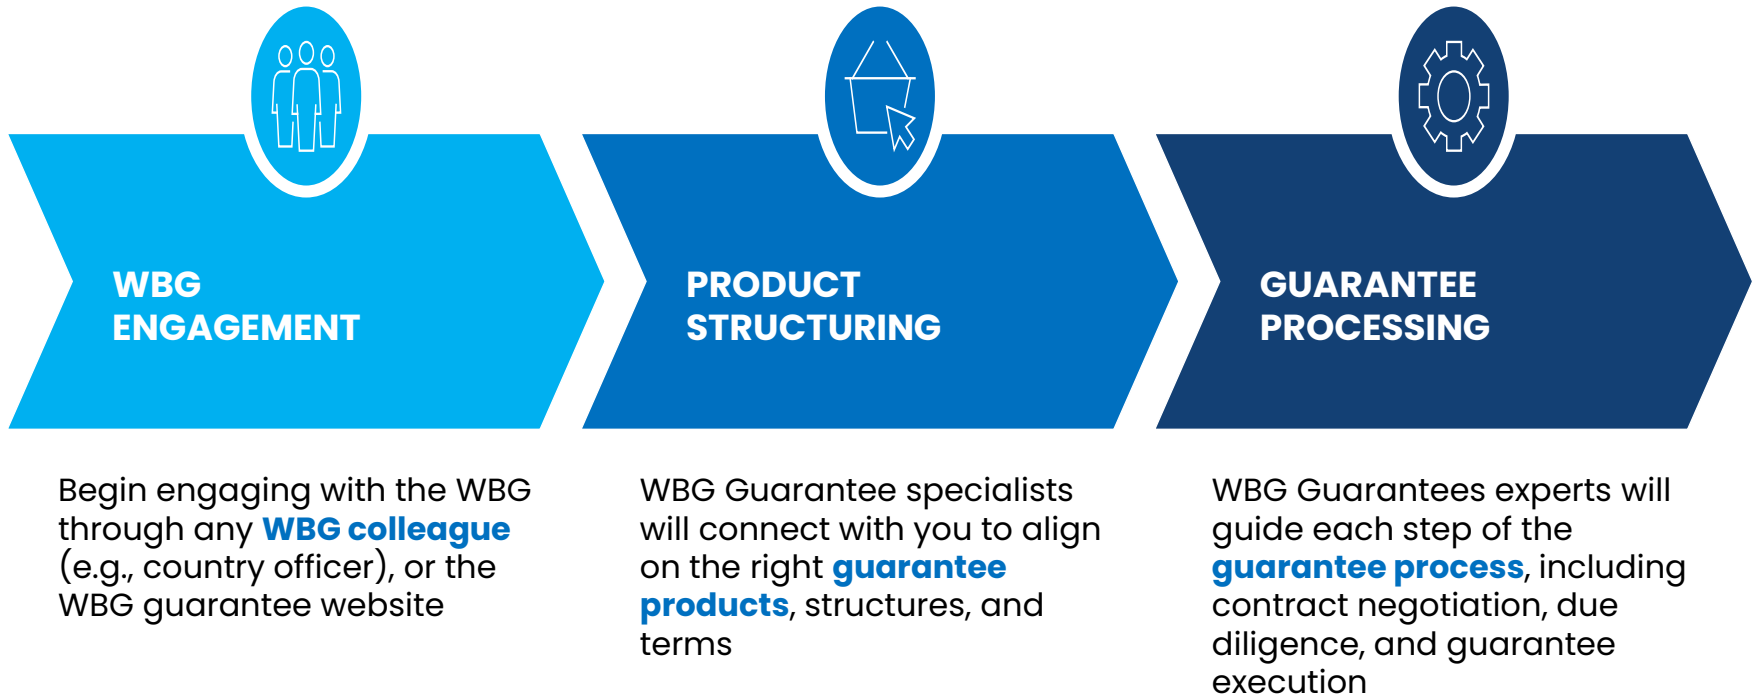 WBG
ENGAGEMENT
Begin engaging with the WBG
through any WBG colleague
(e.g., country officer), or the
WBG guarantee website
PRODUCT
STRUCTURING
WBG Guarantee specialists
will connect with you to align
on the right guarantee
products, structures, and
terms
GUARANTEE
PROCESSING
WBG Guarantees experts will
guide each step of the
guarantee process, including
contract negotiation, due
diligence, and guarantee
execution